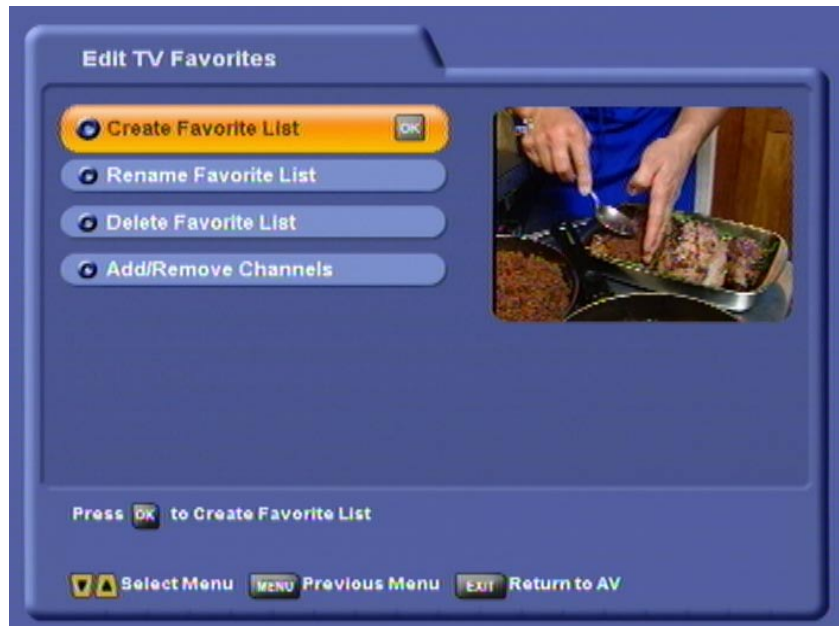 Edit TV Favorites
Create Favorite List OK
Rename Favorite List
Delete Favorite List
Add/Remove Channels
Press OK to Create Favorite List
Select Menu MENU Previous Menu EXIT Return to AV